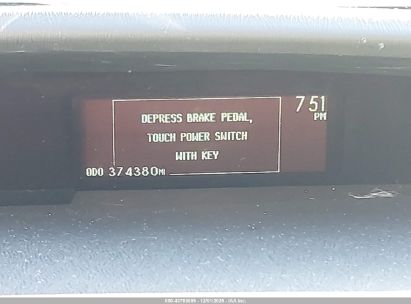 DEPRESS BRAKE PEDAL,
TOUCH POWER SWITCH
WITH KEY
7:51
PM
ODO 374380MI